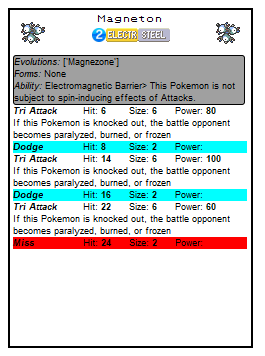 Magneton
2 ELECTR STEEL
Evolutions: ['Magnezone']
Forms: None
Ability: Electromagnetic Barrier> This Pokemon is not
subject to spin-inducing effects of Attacks.
Tri Attack Hit: 6 Size: 6 Power: 80
If this Pokemon is knocked out, the battle opponent
becomes paralyzed, burned, or frozen
Dodge Hit: 8 Size: 2 Power:
Tri Attack Hit: 14 Size: 6 Power: 100
If this Pokemon is knocked out, the battle opponent
becomes paralyzed, burned, or frozen
Dodge Hit: 16 Size: 2 Power:
Tri Attack Hit: 22 Size: 6 Power: 60
If this Pokemon is knocked out, the battle opponent
becomes paralyzed, burned, or frozen
Miss Hit: 24 Size: 2 Power: